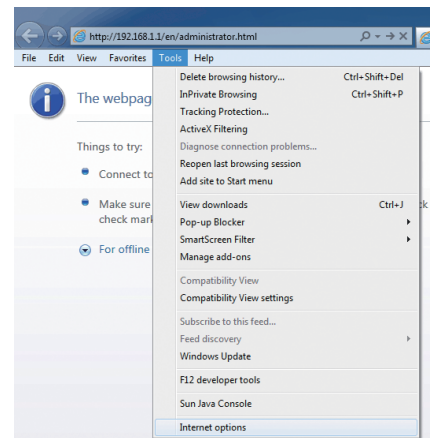 http://192.168.1.1/en/administrator.html
File Edit View Favorites Tools Help
The webpag
Things to try:
Connect to
Make sure
check mark
For offline
Delete browsing history... Ctrl+Shift+Del
InPrivate Browsing Ctrl+Shift+P
Tracking Protection...
ActiveX Filtering
Diagnose connection problems...
Reopen last browsing session
Add site to Start menu
View downloads Ctrl+J
Pop-up Blocker
SmartScreen Filter
Manage add-ons
Compatibility View
Compatibility View settings
Subscribe to this feed...
Feed discovery
Windows Update
F12 developer tools
Sun Java Console
Internet options